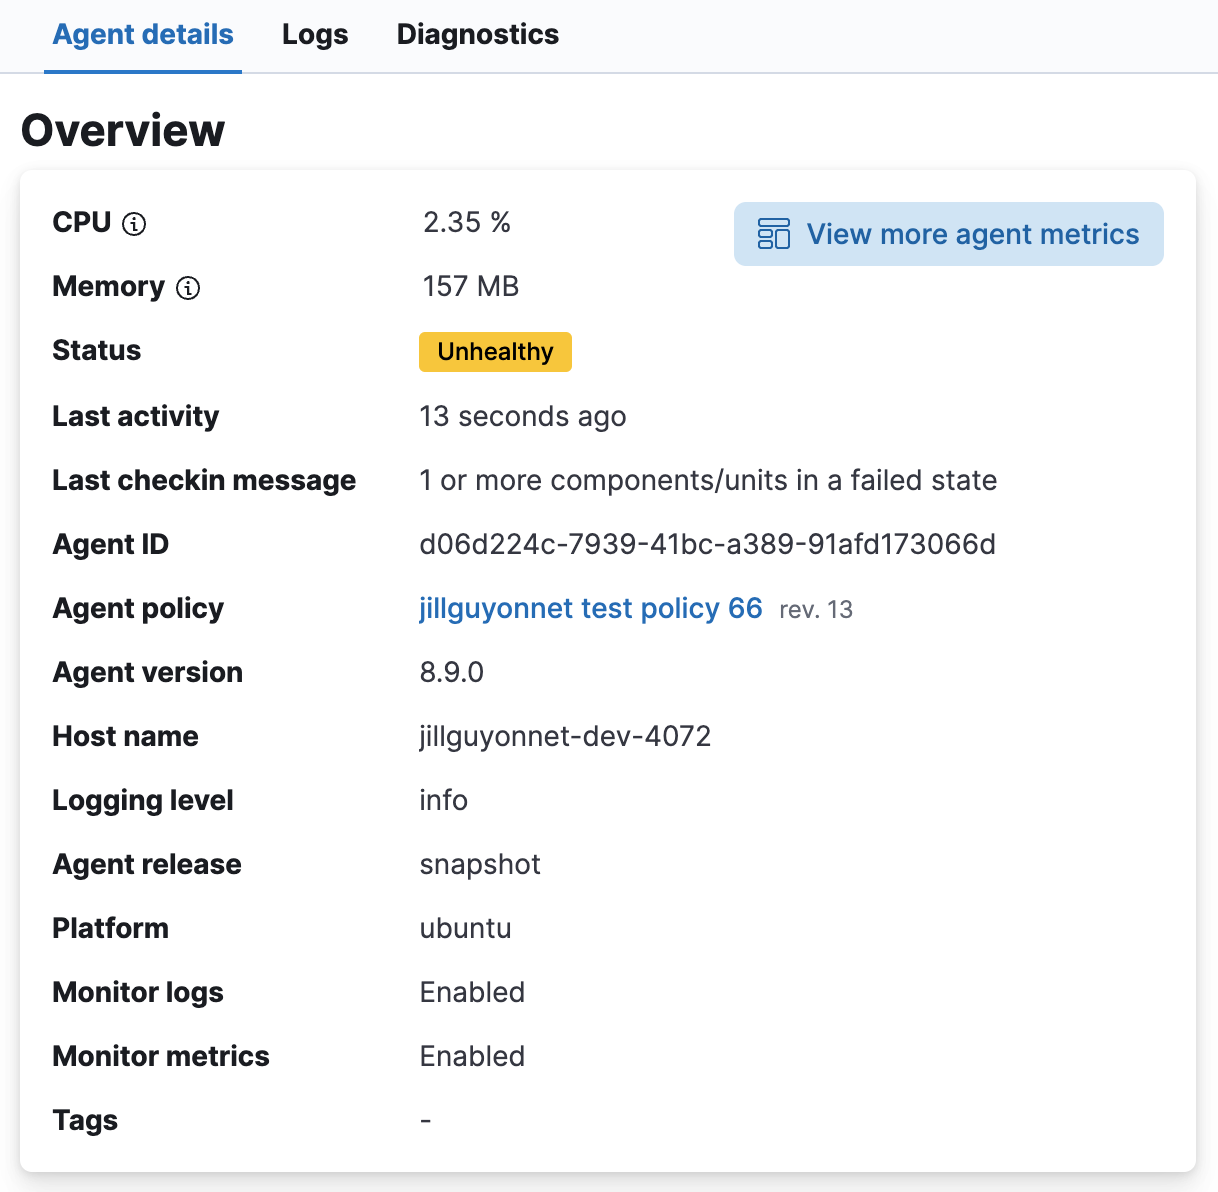 Agent details Logs Diagnostics
Overview
CPU 2.35 %
View more agent metrics
Memory 157 MB
Status Unhealthy
Last activity 13 seconds ago
Last checkin message 1 or more components/units in a failed state
Agent ID d06d224c-7939-41bc-a389-91afd173066d
Agent policy jillguyonnet test policy 66 rev. 13
Agent version 8.9.0
Host name jillguyonnet-dev-4072
Logging level info
Agent release snapshot
Platform ubuntu
Monitor logs Enabled
Monitor metrics Enabled
Tags -